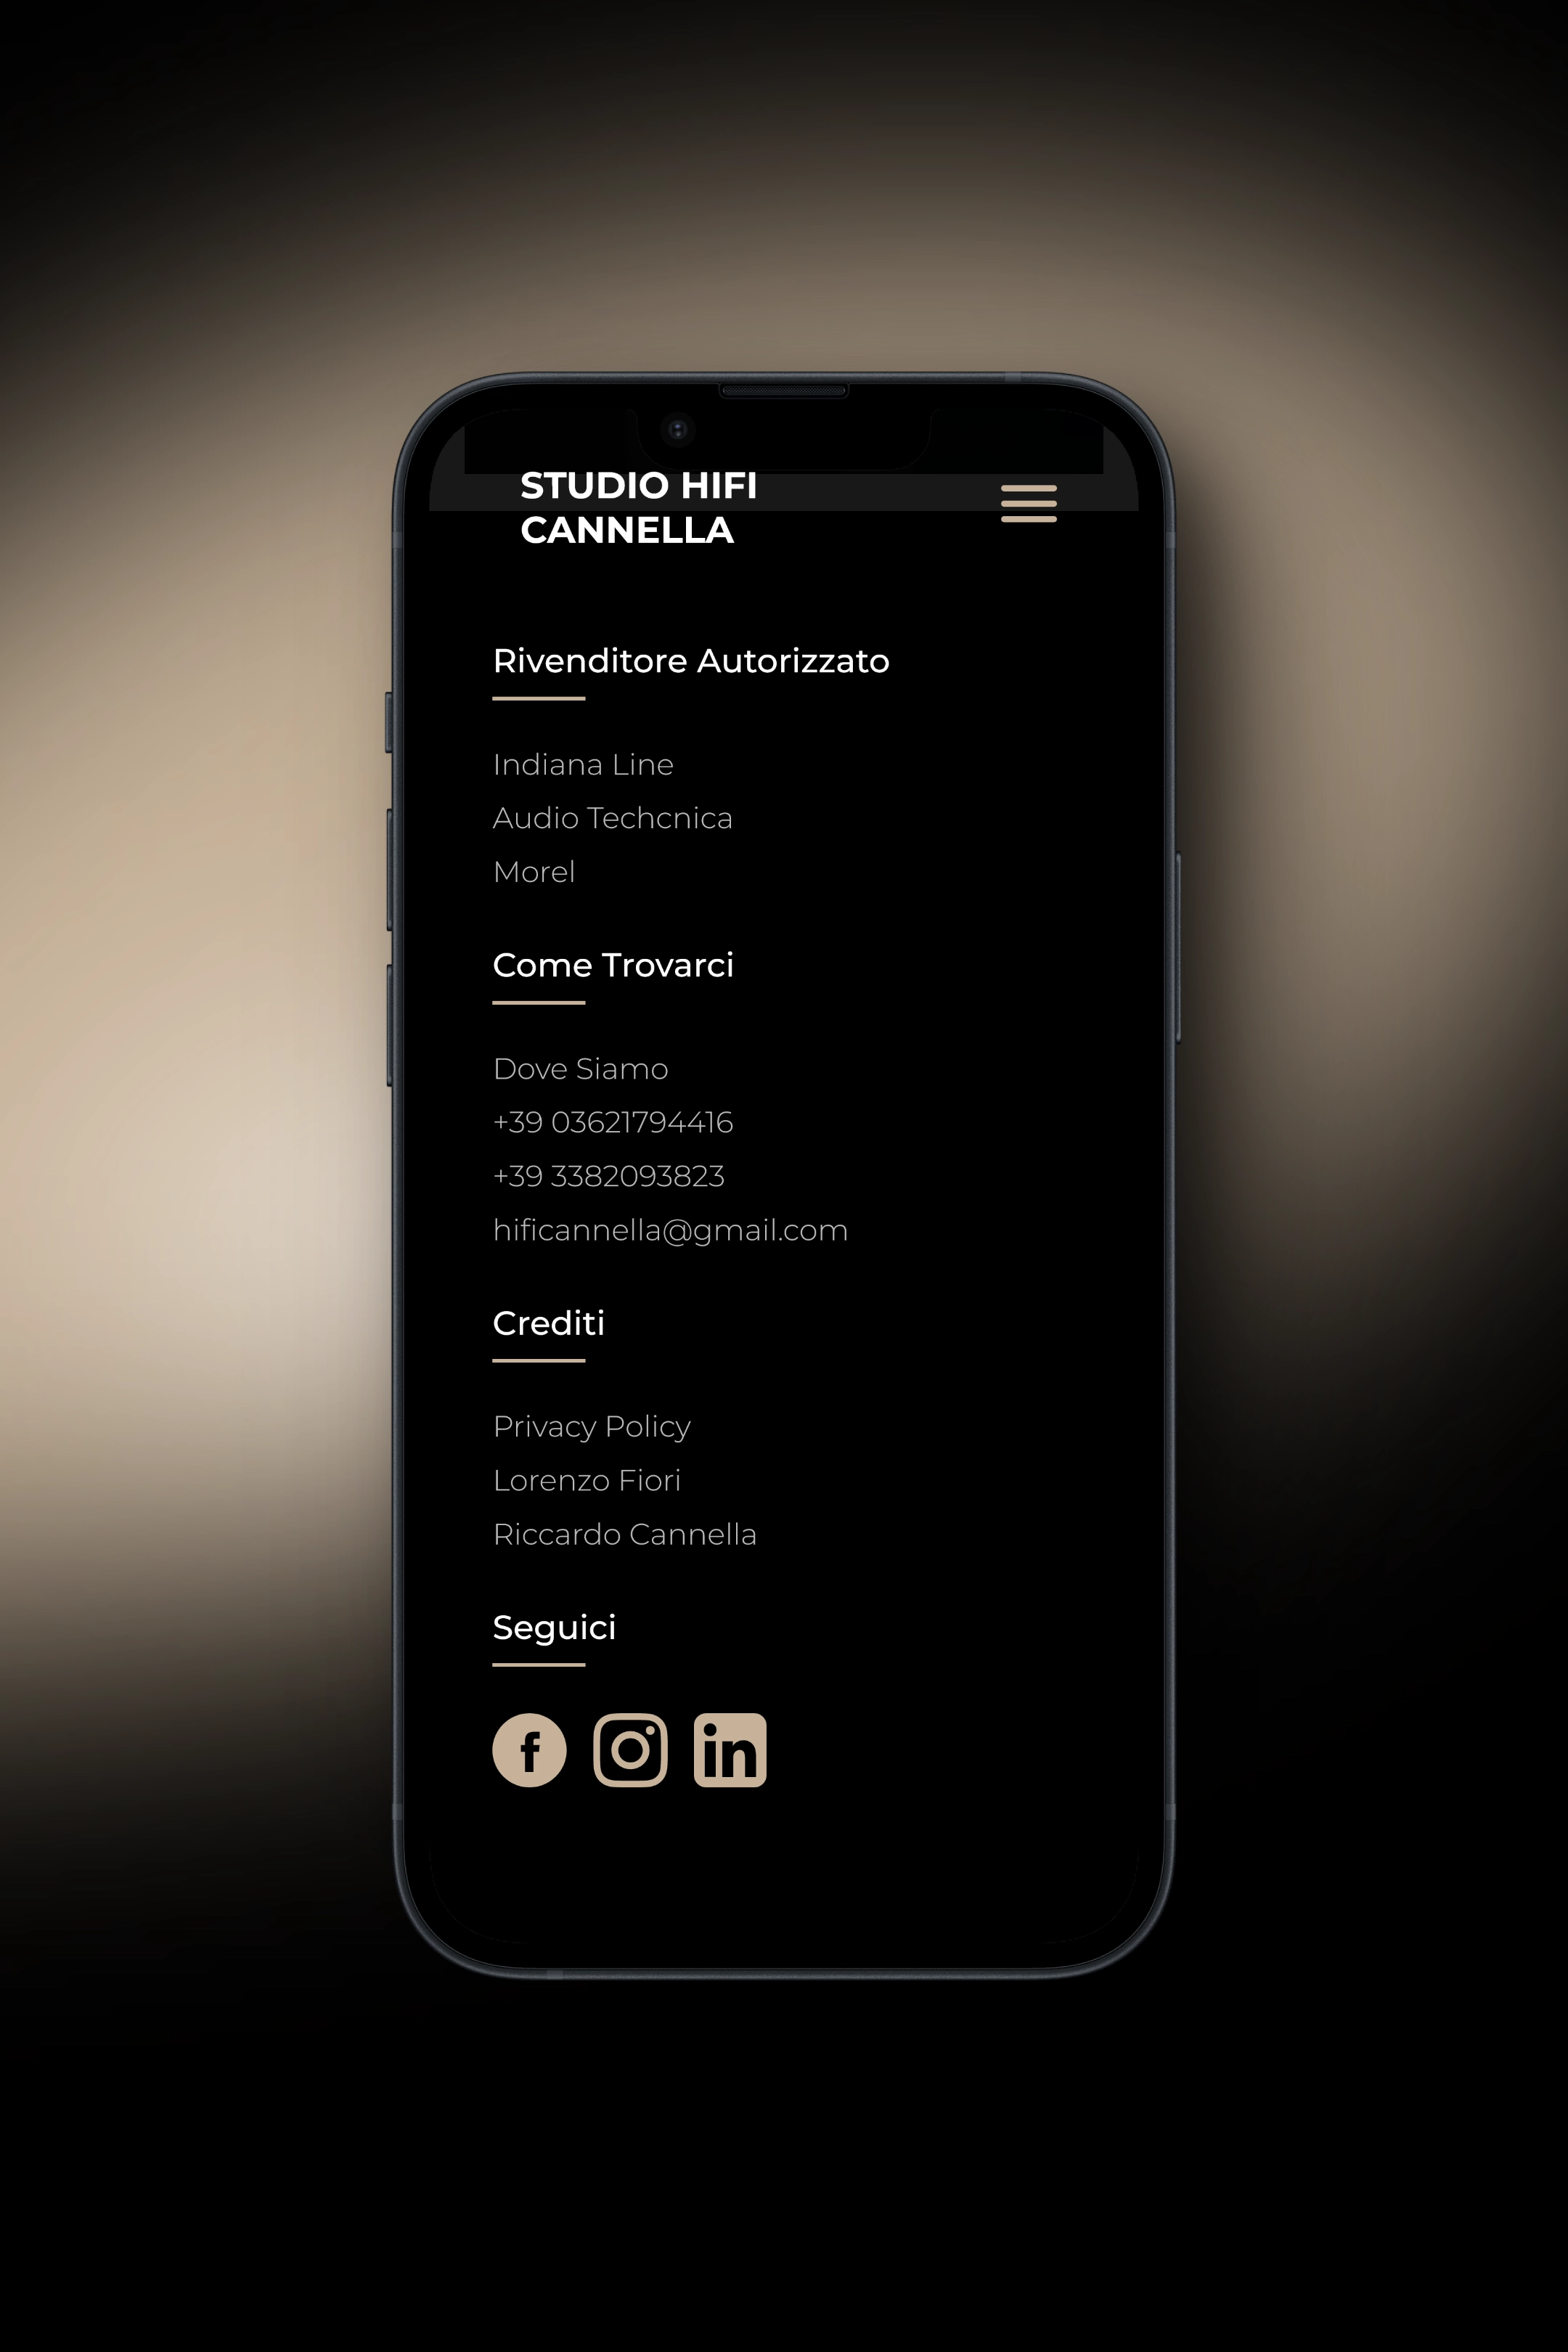 STUDIO HIFI
CANNELLA
Rivenditore Autorizzato
Indiana Line
Audio Techcnica
Morel
Come Trovarci
Dove Siamo
+39 03621794416
+39 3382093823
hificannella@gmail.com
Crediti
Privacy Policy
Lorenzo Fiori
Riccardo Cannella
Seguici